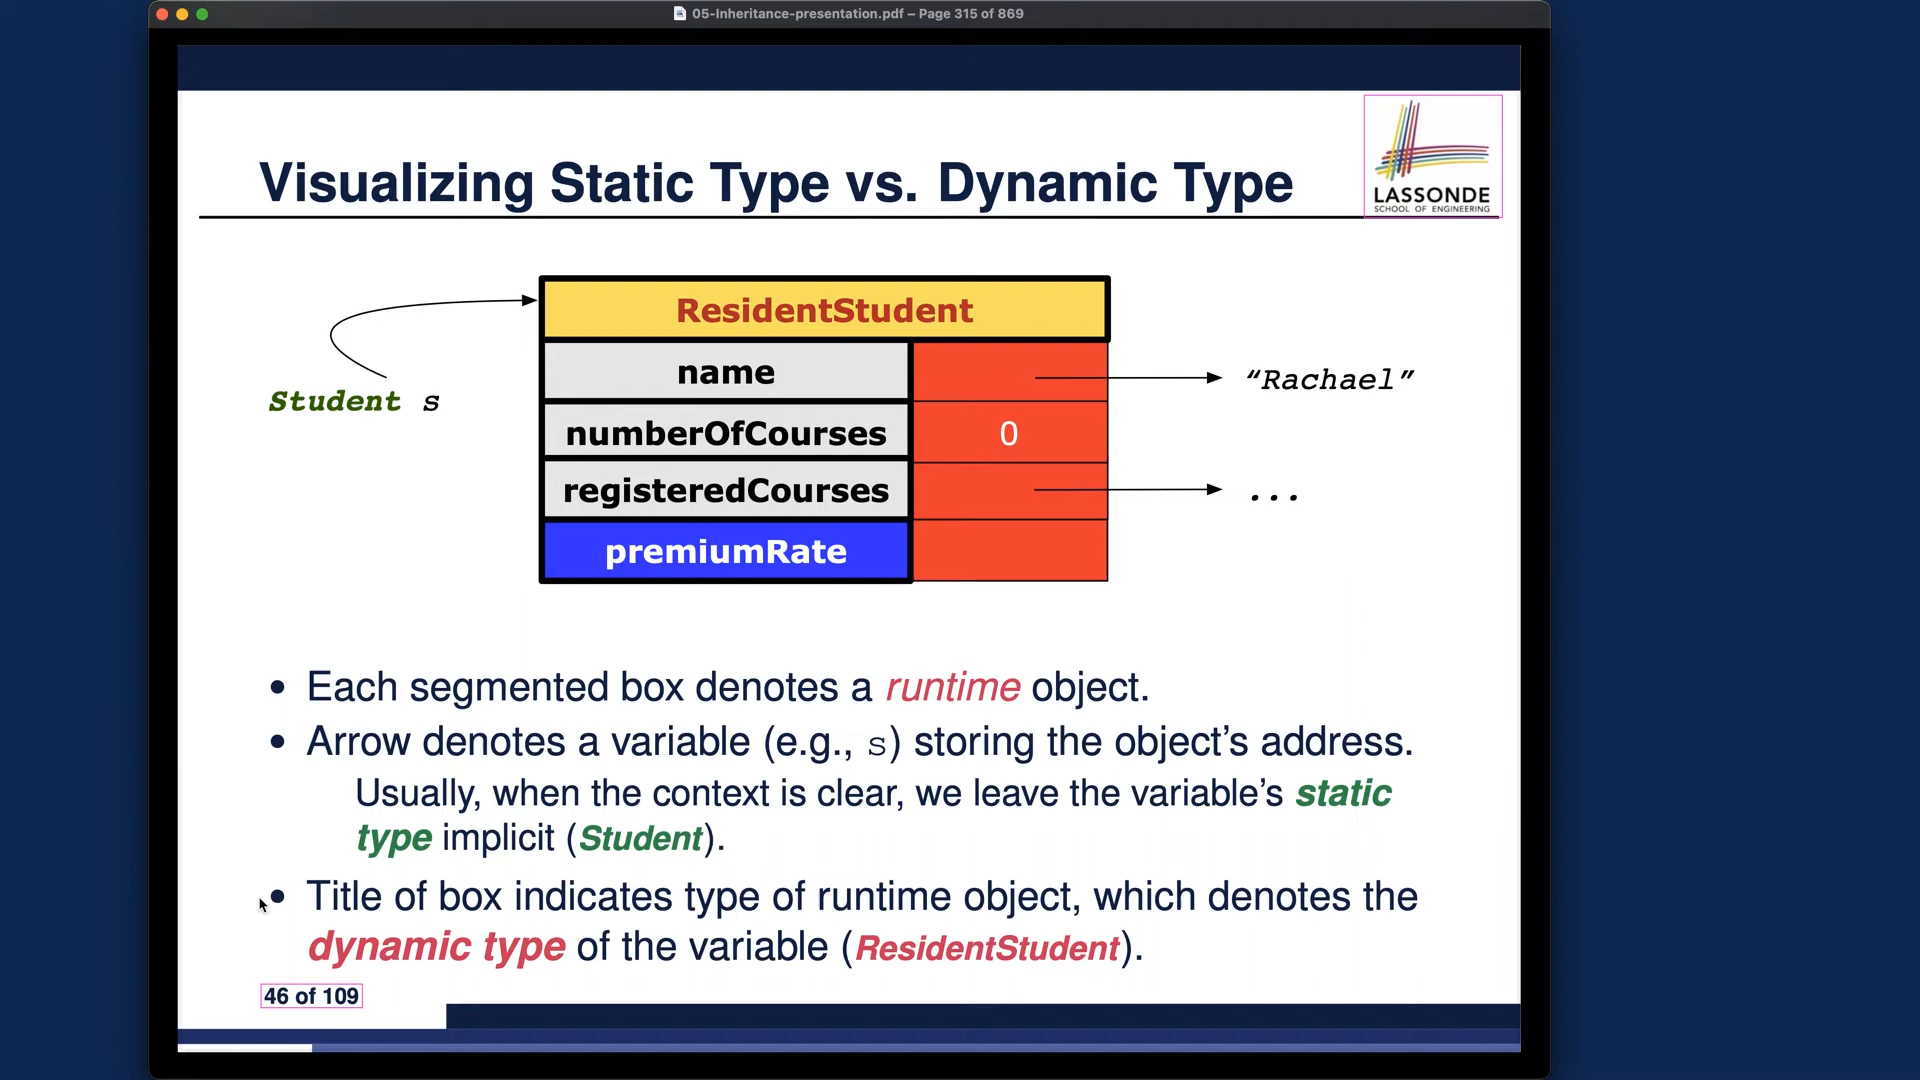 05-Inheritance-presentation.pdf – Page 315 of 869
Visualizing Static Type vs. Dynamic Type
LASSONDE
SCHOOL OF ENGINEERING
ResidentStudent
name
“Rachael”
Student s
numberOfCourses
0
registeredCourses
...
premiumRate
• Each segmented box denotes a runtime object.
• Arrow denotes a variable (e.g., s) storing the object’s address.
Usually, when the context is clear, we leave the variable’s static
type implicit (Student).
• Title of box indicates type of runtime object, which denotes the
dynamic type of the variable (ResidentStudent).
46 of 109